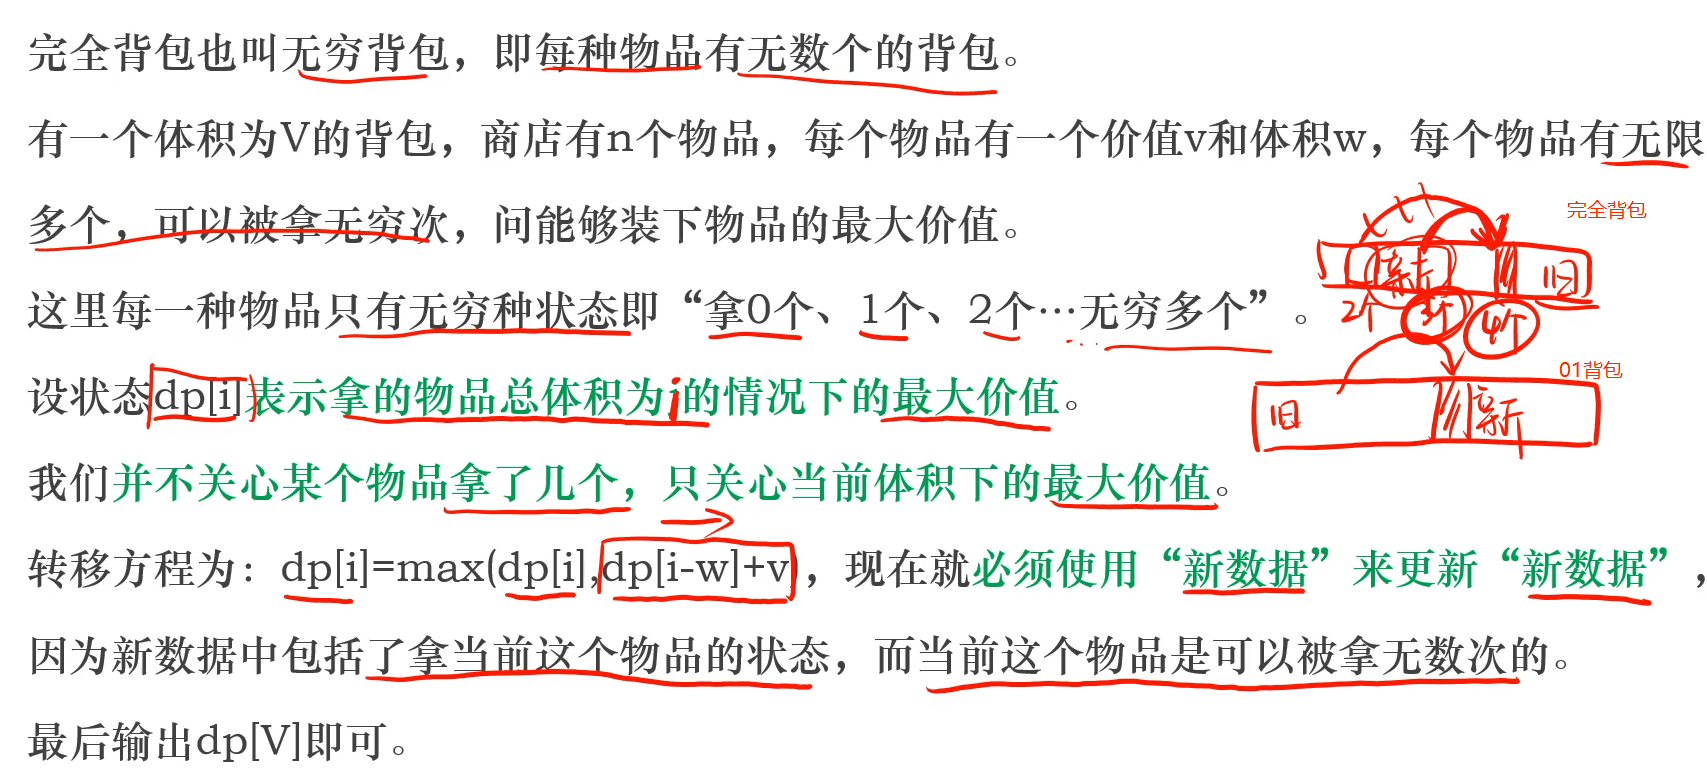 完全背包也叫无穷背包，即每种物品有无数个的背包。
有一个体积为V的背包，商店有n个物品，每个物品有一个价值v和体积w，每个物品有无限
多个，可以被拿无穷次，问能够装下物品的最大价值。
完全背包
新
旧
这里每一种物品只有无穷种状态即“拿0个、1个、2个…无穷多个”。
2个 3个 4个
01背包
设状态dp[i]表示拿的物品总体积为i的情况下的最大价值。
旧 新
我们并不关心某个物品拿了几个，只关心当前体积下的最大价值。
转移方程为：dp[i]=max(dp[i],dp[i-w]+v)，现在就必须使用“新数据”来更新“新数据”，
因为新数据中包括了拿当前这个物品的状态，而当前这个物品是可以被拿无数次的。
最后输出dp[V]即可。